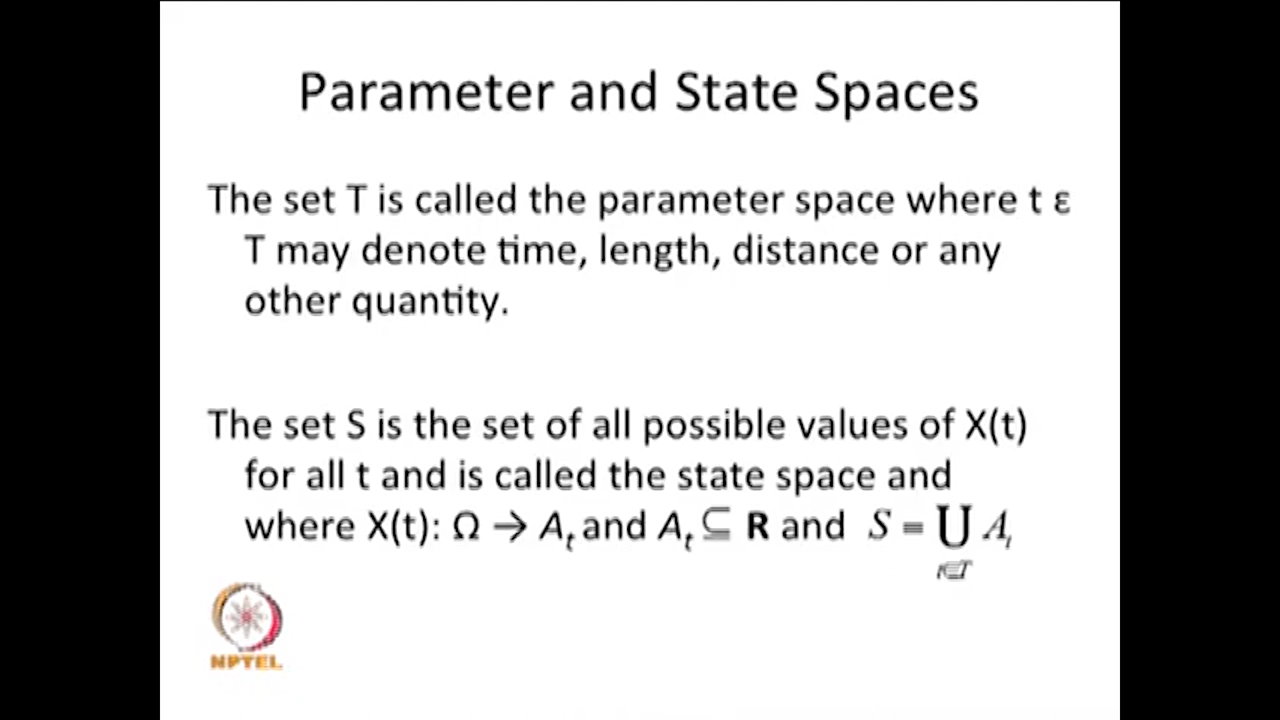 Parameter and State Spaces
The set T is called the parameter space where t ε
T may denote time, length, distance or any
other quantity.
The set S is the set of all possible values of X(t)
for all t and is called the state space and
where X(t): Ω → Aₜ and Aₜ ⊆ R and S = ⋃ Aₜ
t∈T
NPTEL